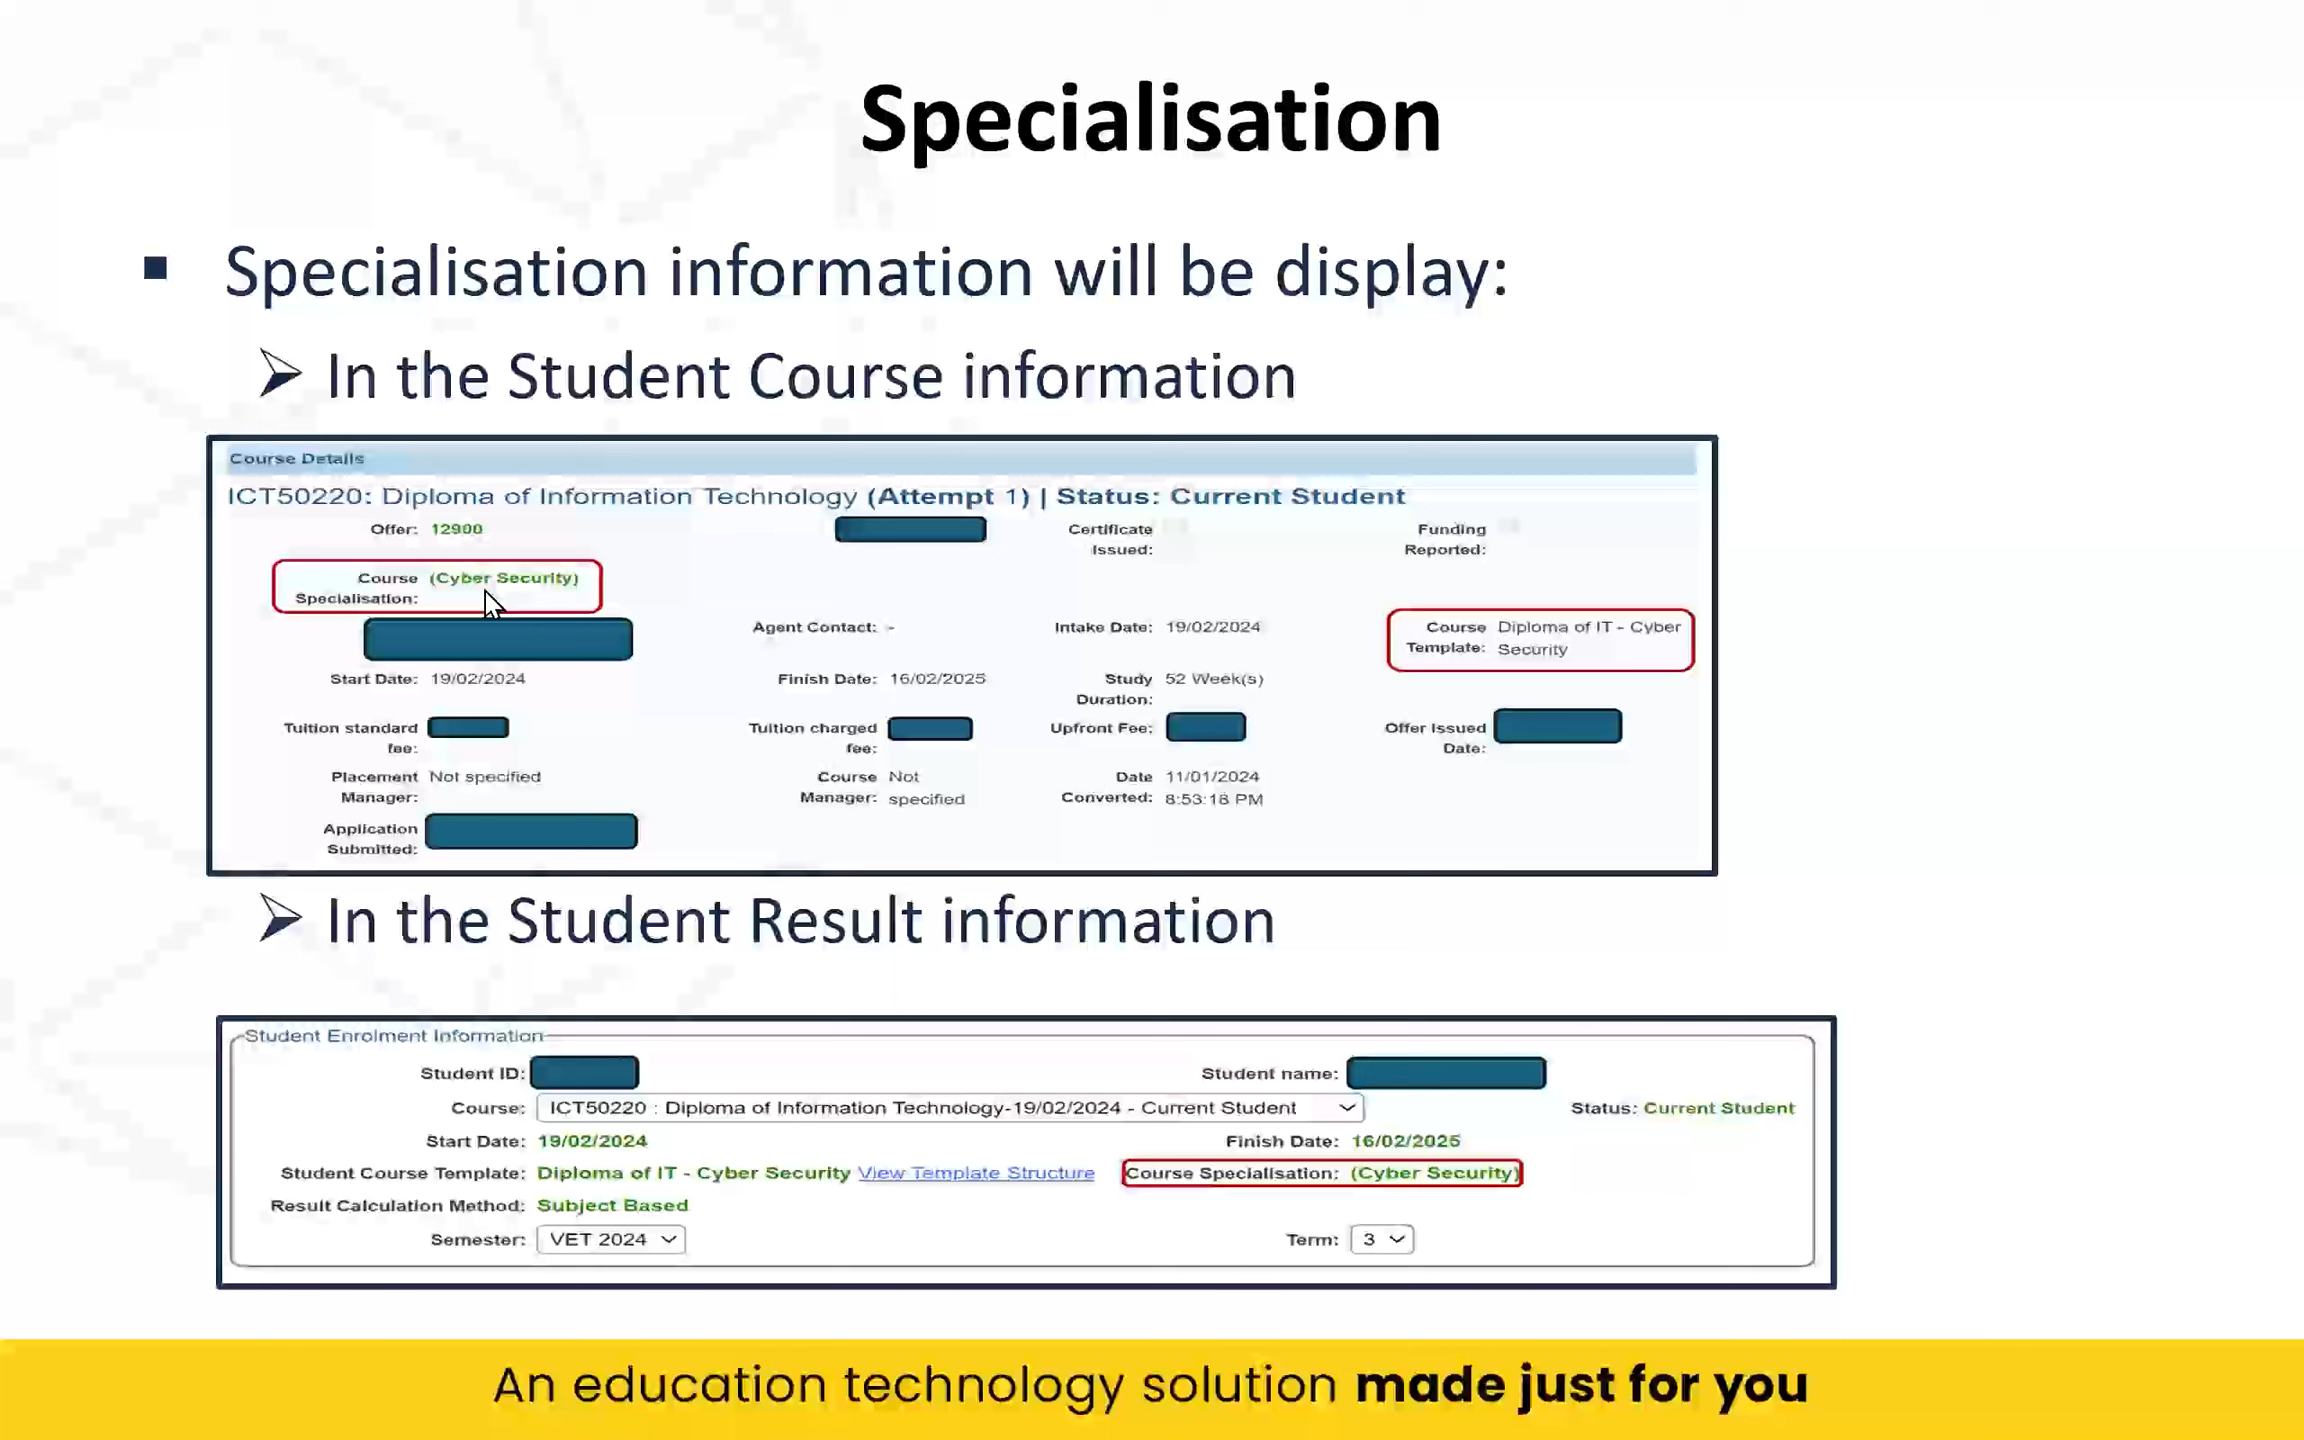 Specialisation
▪ Specialisation information will be display:
➢ In the Student Course information
Course Details
ICT50220: Diploma of Information Technology (Attempt 1) | Status: Current Student
Offer: 12900
Certificate Issued:
Funding Reported:
Course Specialisation: (Cyber Security)
Agent Contact: -
Intake Date: 19/02/2024
Course Template: Diploma of IT - Cyber Security
Start Date: 19/02/2024
Finish Date: 16/02/2025
Study Duration: 52 Week(s)
Tuition standard fee:
Tuition charged fee:
Upfront Fee:
Offer Issued Date:
Placement Manager: Not specified
Course Manager: Not specified
Date Converted: 11/01/2024 8:53:18 PM
Application Submitted:
➢ In the Student Result information
Student Enrolment Information
Student ID:
Student name:
Course: ICT50220 : Diploma of Information Technology-19/02/2024 - Current Student
Status: Current Student
Start Date: 19/02/2024
Finish Date: 16/02/2025
Student Course Template: Diploma of IT - Cyber Security View Template Structure
Course Specialisation: (Cyber Security)
Result Calculation Method: Subject Based
Semester: VET 2024
Term: 3
An education technology solution made just for you